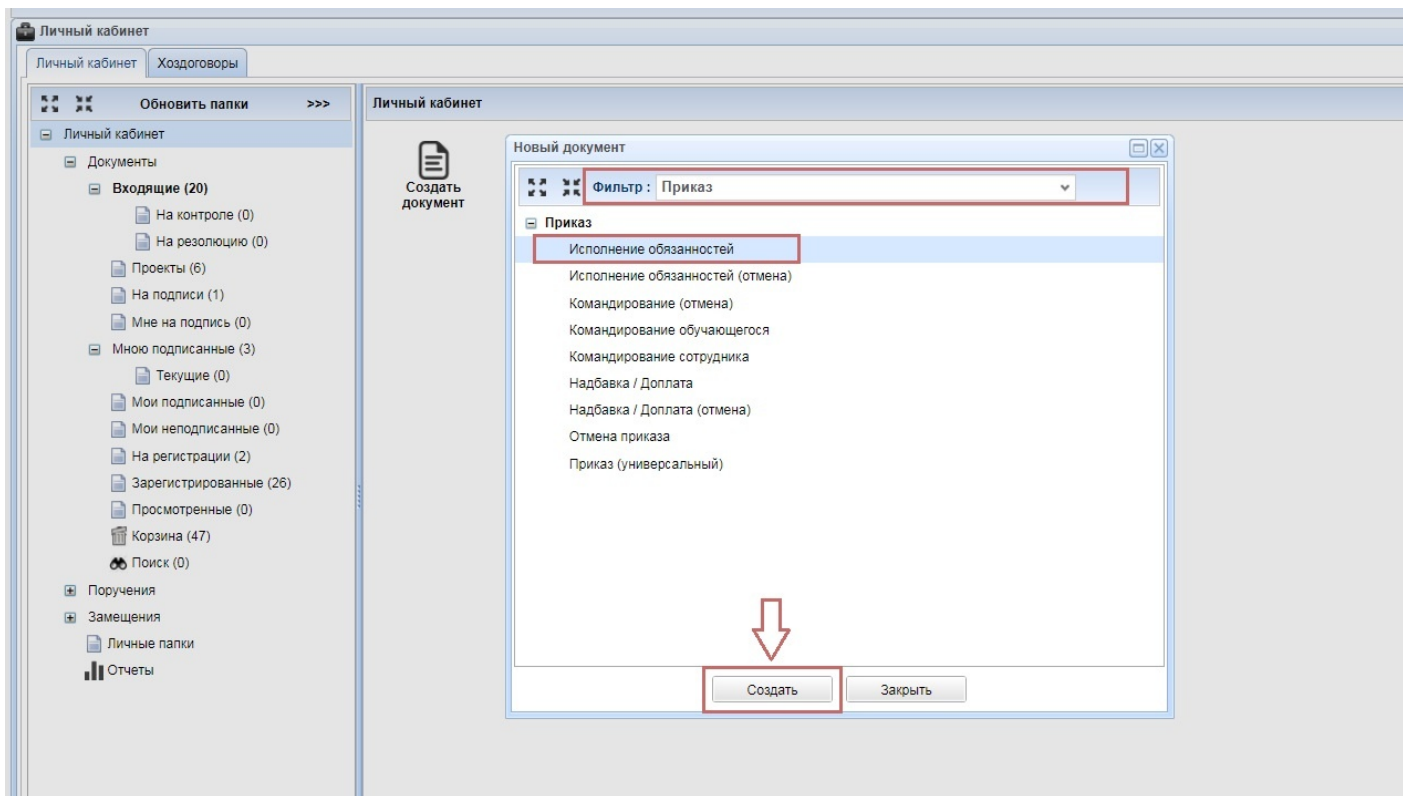 Личный кабинет
Личный кабинет
Хоздоговоры
Обновить папки >>>
Личный кабинет
Документы
Входящие (20)
На контроле (0)
На резолюцию (0)
Проекты (6)
На подписи (1)
Мне на подпись (0)
Мною подписанные (3)
Текущие (0)
Мои подписанные (0)
Мои неподписанные (0)
На регистрации (2)
Зарегистрированные (26)
Просмотренные (0)
Корзина (47)
Поиск (0)
Поручения
Замещения
Личные папки
Отчеты
Личный кабинет
Создать
документ
Новый документ
Фильтр : Приказ
Приказ
Исполнение обязанностей
Исполнение обязанностей (отмена)
Командирование (отмена)
Командирование обучающегося
Командирование сотрудника
Надбавка / Доплата
Надбавка / Доплата (отмена)
Отмена приказа
Приказ (универсальный)
Создать
Закрыть